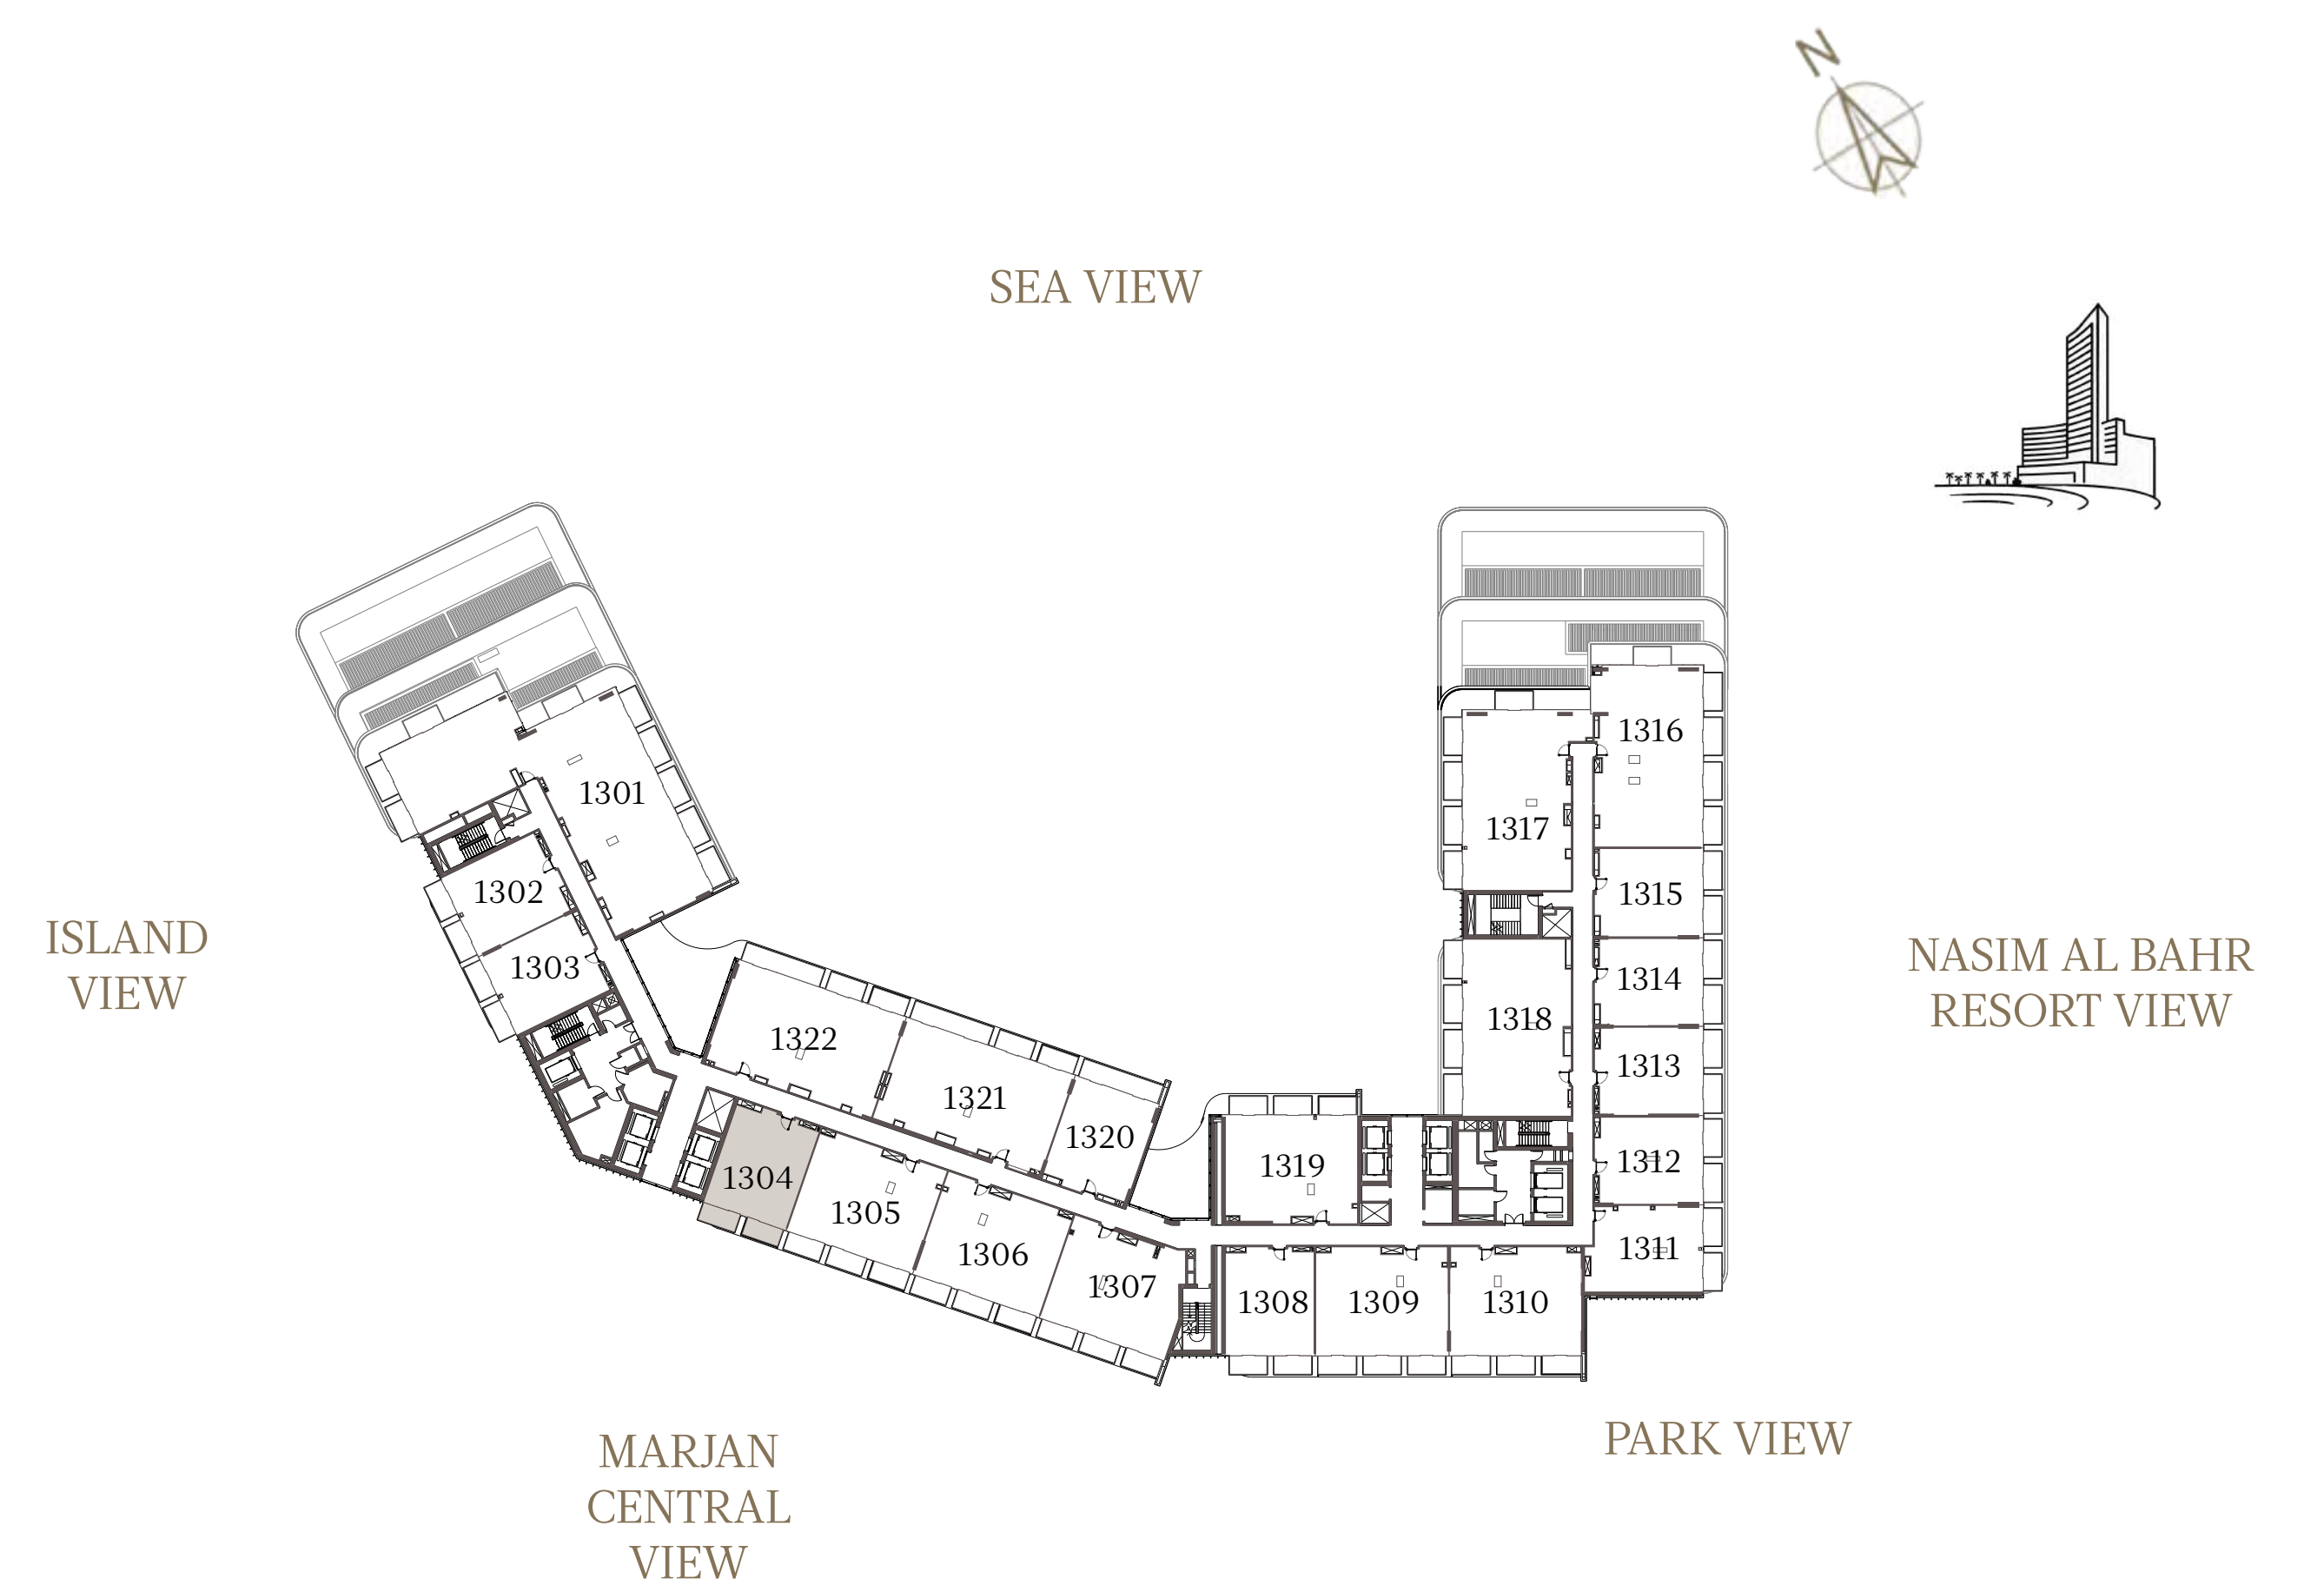 N
SEA VIEW
1316
1301
1317
1302
1315
ISLAND
VIEW
1303
NASIM AL BAHR
RESORT VIEW
1314
1318
1322
1313
1321
1320
1312
1319
1304
1305
1311
1306
1307
1308
1309
1310
PARK VIEW
MARJAN
CENTRAL
VIEW